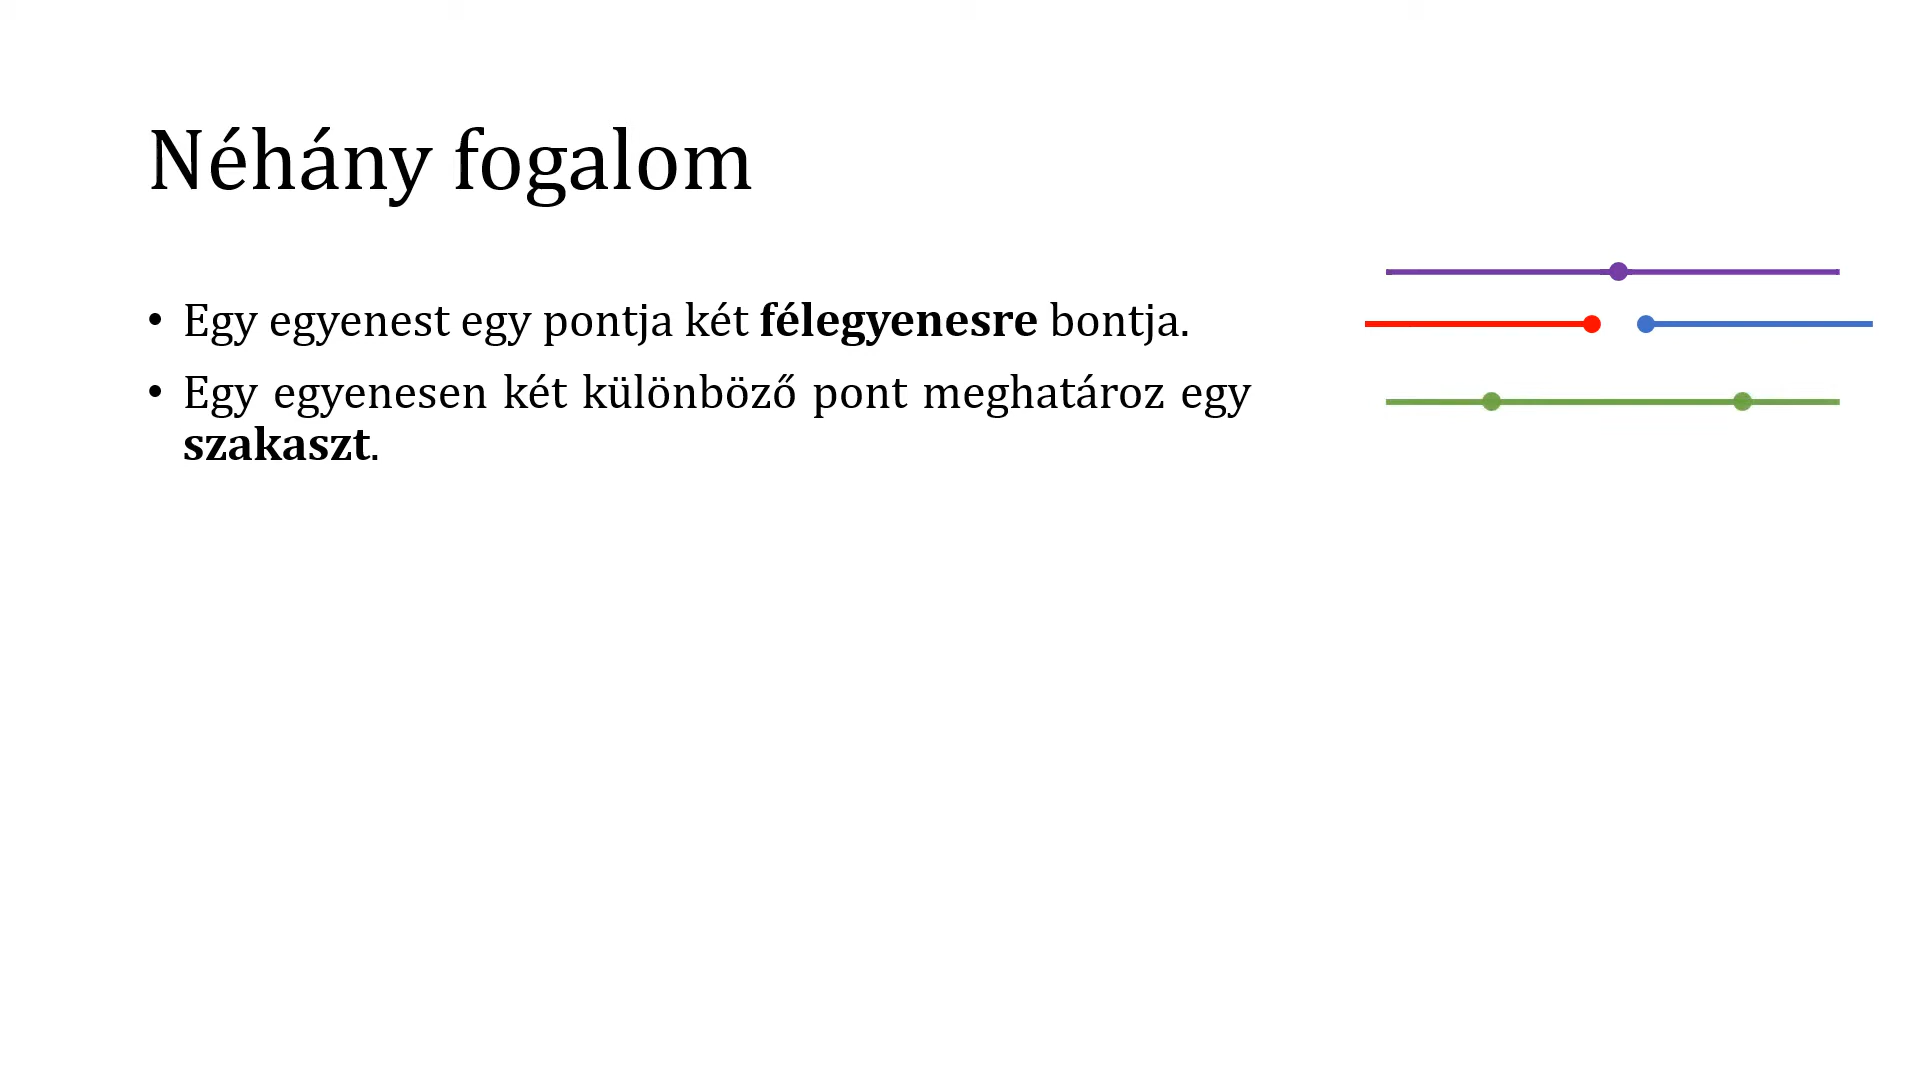 Néhány fogalom
• Egy egyenest egy pontja két félegyenesre bontja.
• Egy egyenesen két különböző pont meghatároz egy
szakaszt.